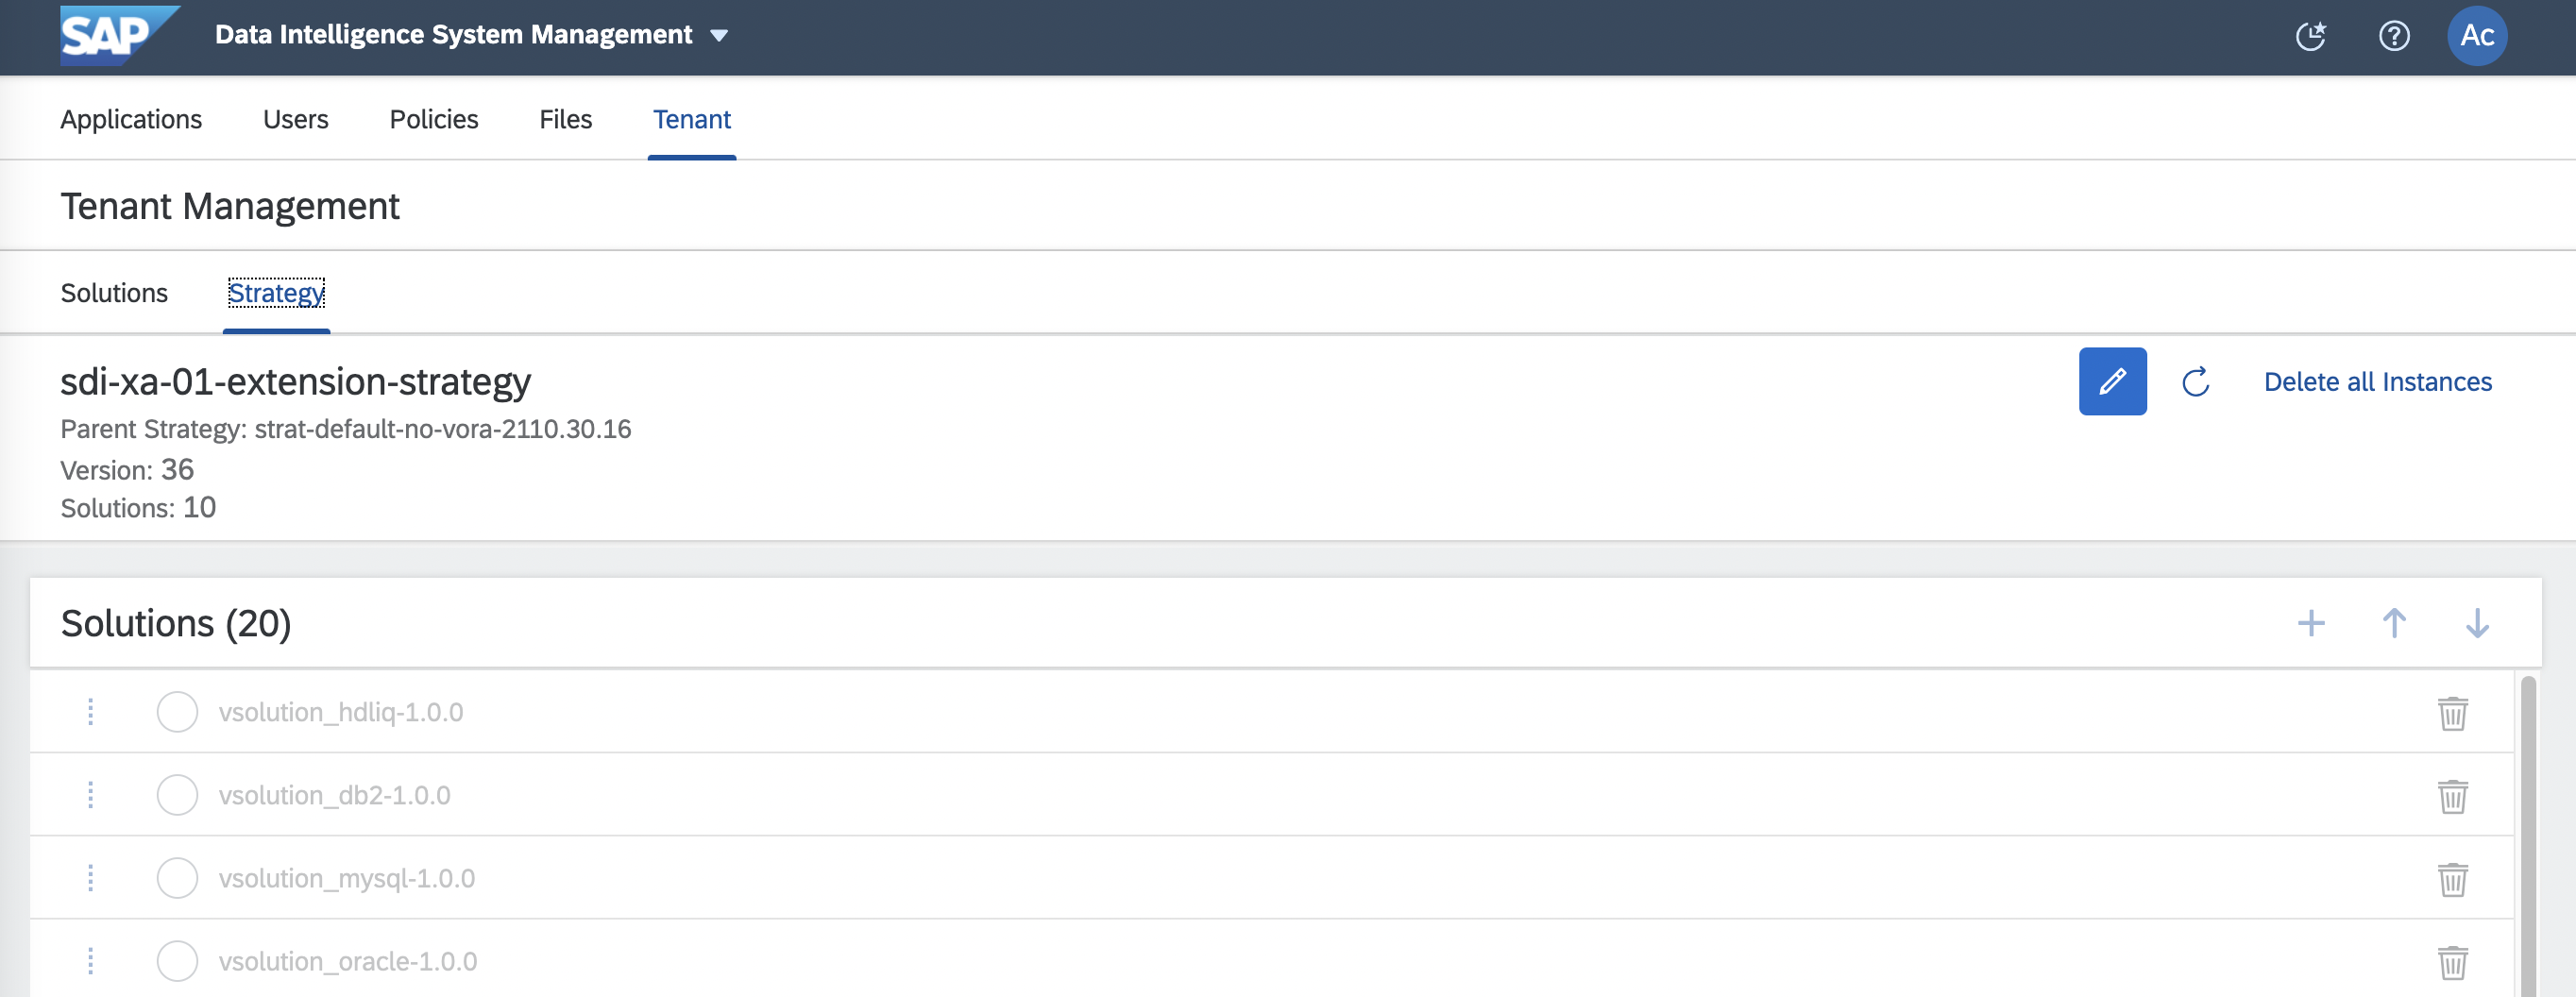 SAP Data Intelligence System Management Ac
Applications Users Policies Files Tenant
Tenant Management
Solutions Strategy
sdi-xa-01-extension-strategy Delete all Instances
Parent Strategy: strat-default-no-vora-2110.30.16
Version: 36
Solutions: 10
Solutions (20)
vsolution_hdliq-1.0.0
vsolution_db2-1.0.0
vsolution_mysql-1.0.0
vsolution_oracle-1.0.0